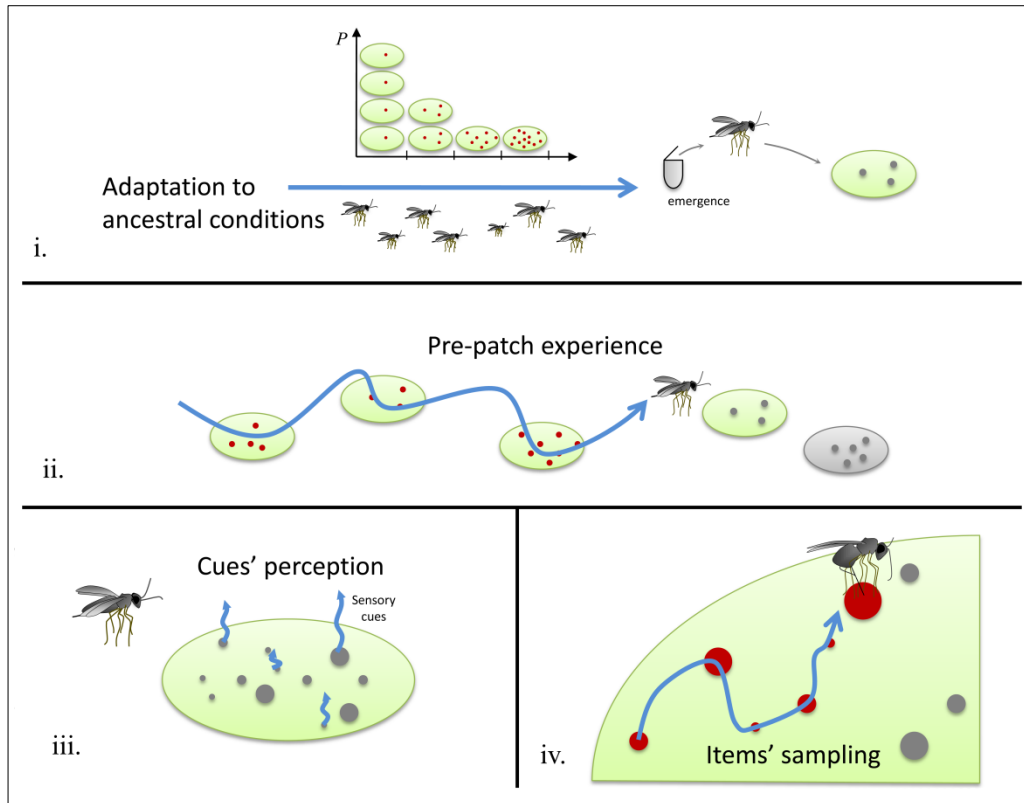 P
Adaptation to
ancestral conditions
emergence
i.
Pre-patch experience
ii.
Cues’ perception
Sensory
cues
iii.
Items’ sampling
iv.